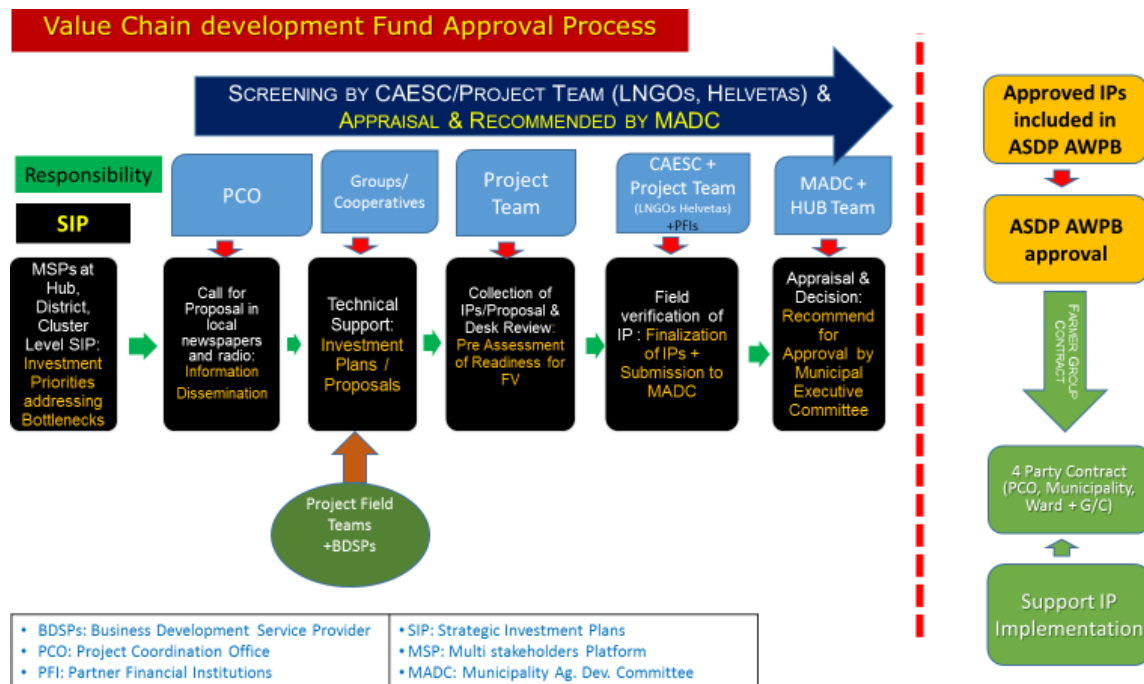 Value Chain development Fund Approval Process
SCREENING BY CAESC/PROJECT TEAM (LNGOS, HELVETAS) &
APPRAISAL & RECOMMENDED BY MADC
Responsibility
SIP
PCO
Groups/
Cooperatives
Project
Team
CAESC +
Project Team
(LNGOs Helvetas)
+PFIs
MADC +
HUB Team
MSPs at
Hub,
District,
Cluster
Level SIP:
Investment
Priorities
addressing
Bottlenecks
Call for
Proposal in
local
newspapers
and radio:
Information
Dissemination
Technical
Support:
Investment
Plans /
Proposals
Collection of
IPs/Proposal &
Desk Review:
Pre Assessment
of Readiness for
FV
Field
verification of
IP : Finalization
of IPs +
Submission to
MADC
Appraisal &
Decision:
Recommend
for
Approval by
Municipal
Executive
Committee
Project Field
Teams
+BDSPs
Approved IPs
included in
ASDP AWPB
ASDP AWPB
approval
FARMER GROUP
CONTRACT
4 Party Contract
(PCO, Municipality,
Ward + G/C)
Support IP
Implementation
• BDSPs: Business Development Service Provider
• PCO: Project Coordination Office
• PFI: Partner Financial Institutions
• SIP: Strategic Investment Plans
• MSP: Multi stakeholders Platform
• MADC: Municipality Ag. Dev. Committee